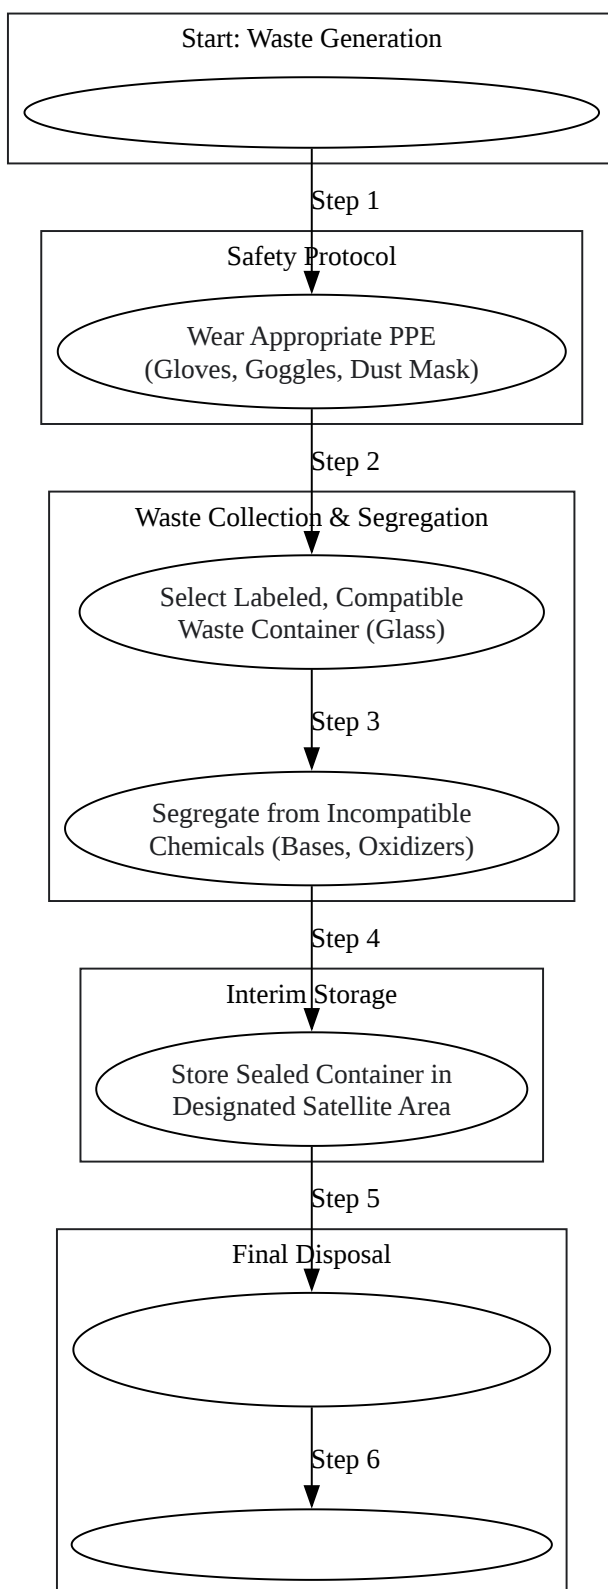 Start: Waste Generation
Step 1
Safety Protocol
Wear Appropriate PPE
(Gloves, Goggles, Dust Mask)
Step 2
Waste Collection & Segregation
Select Labeled, Compatible
Waste Container (Glass)
Step 3
Segregate from Incompatible
Chemicals (Bases, Oxidizers)
Step 4
Interim Storage
Store Sealed Container in
Designated Satellite Area
Step 5
Final Disposal
Step 6